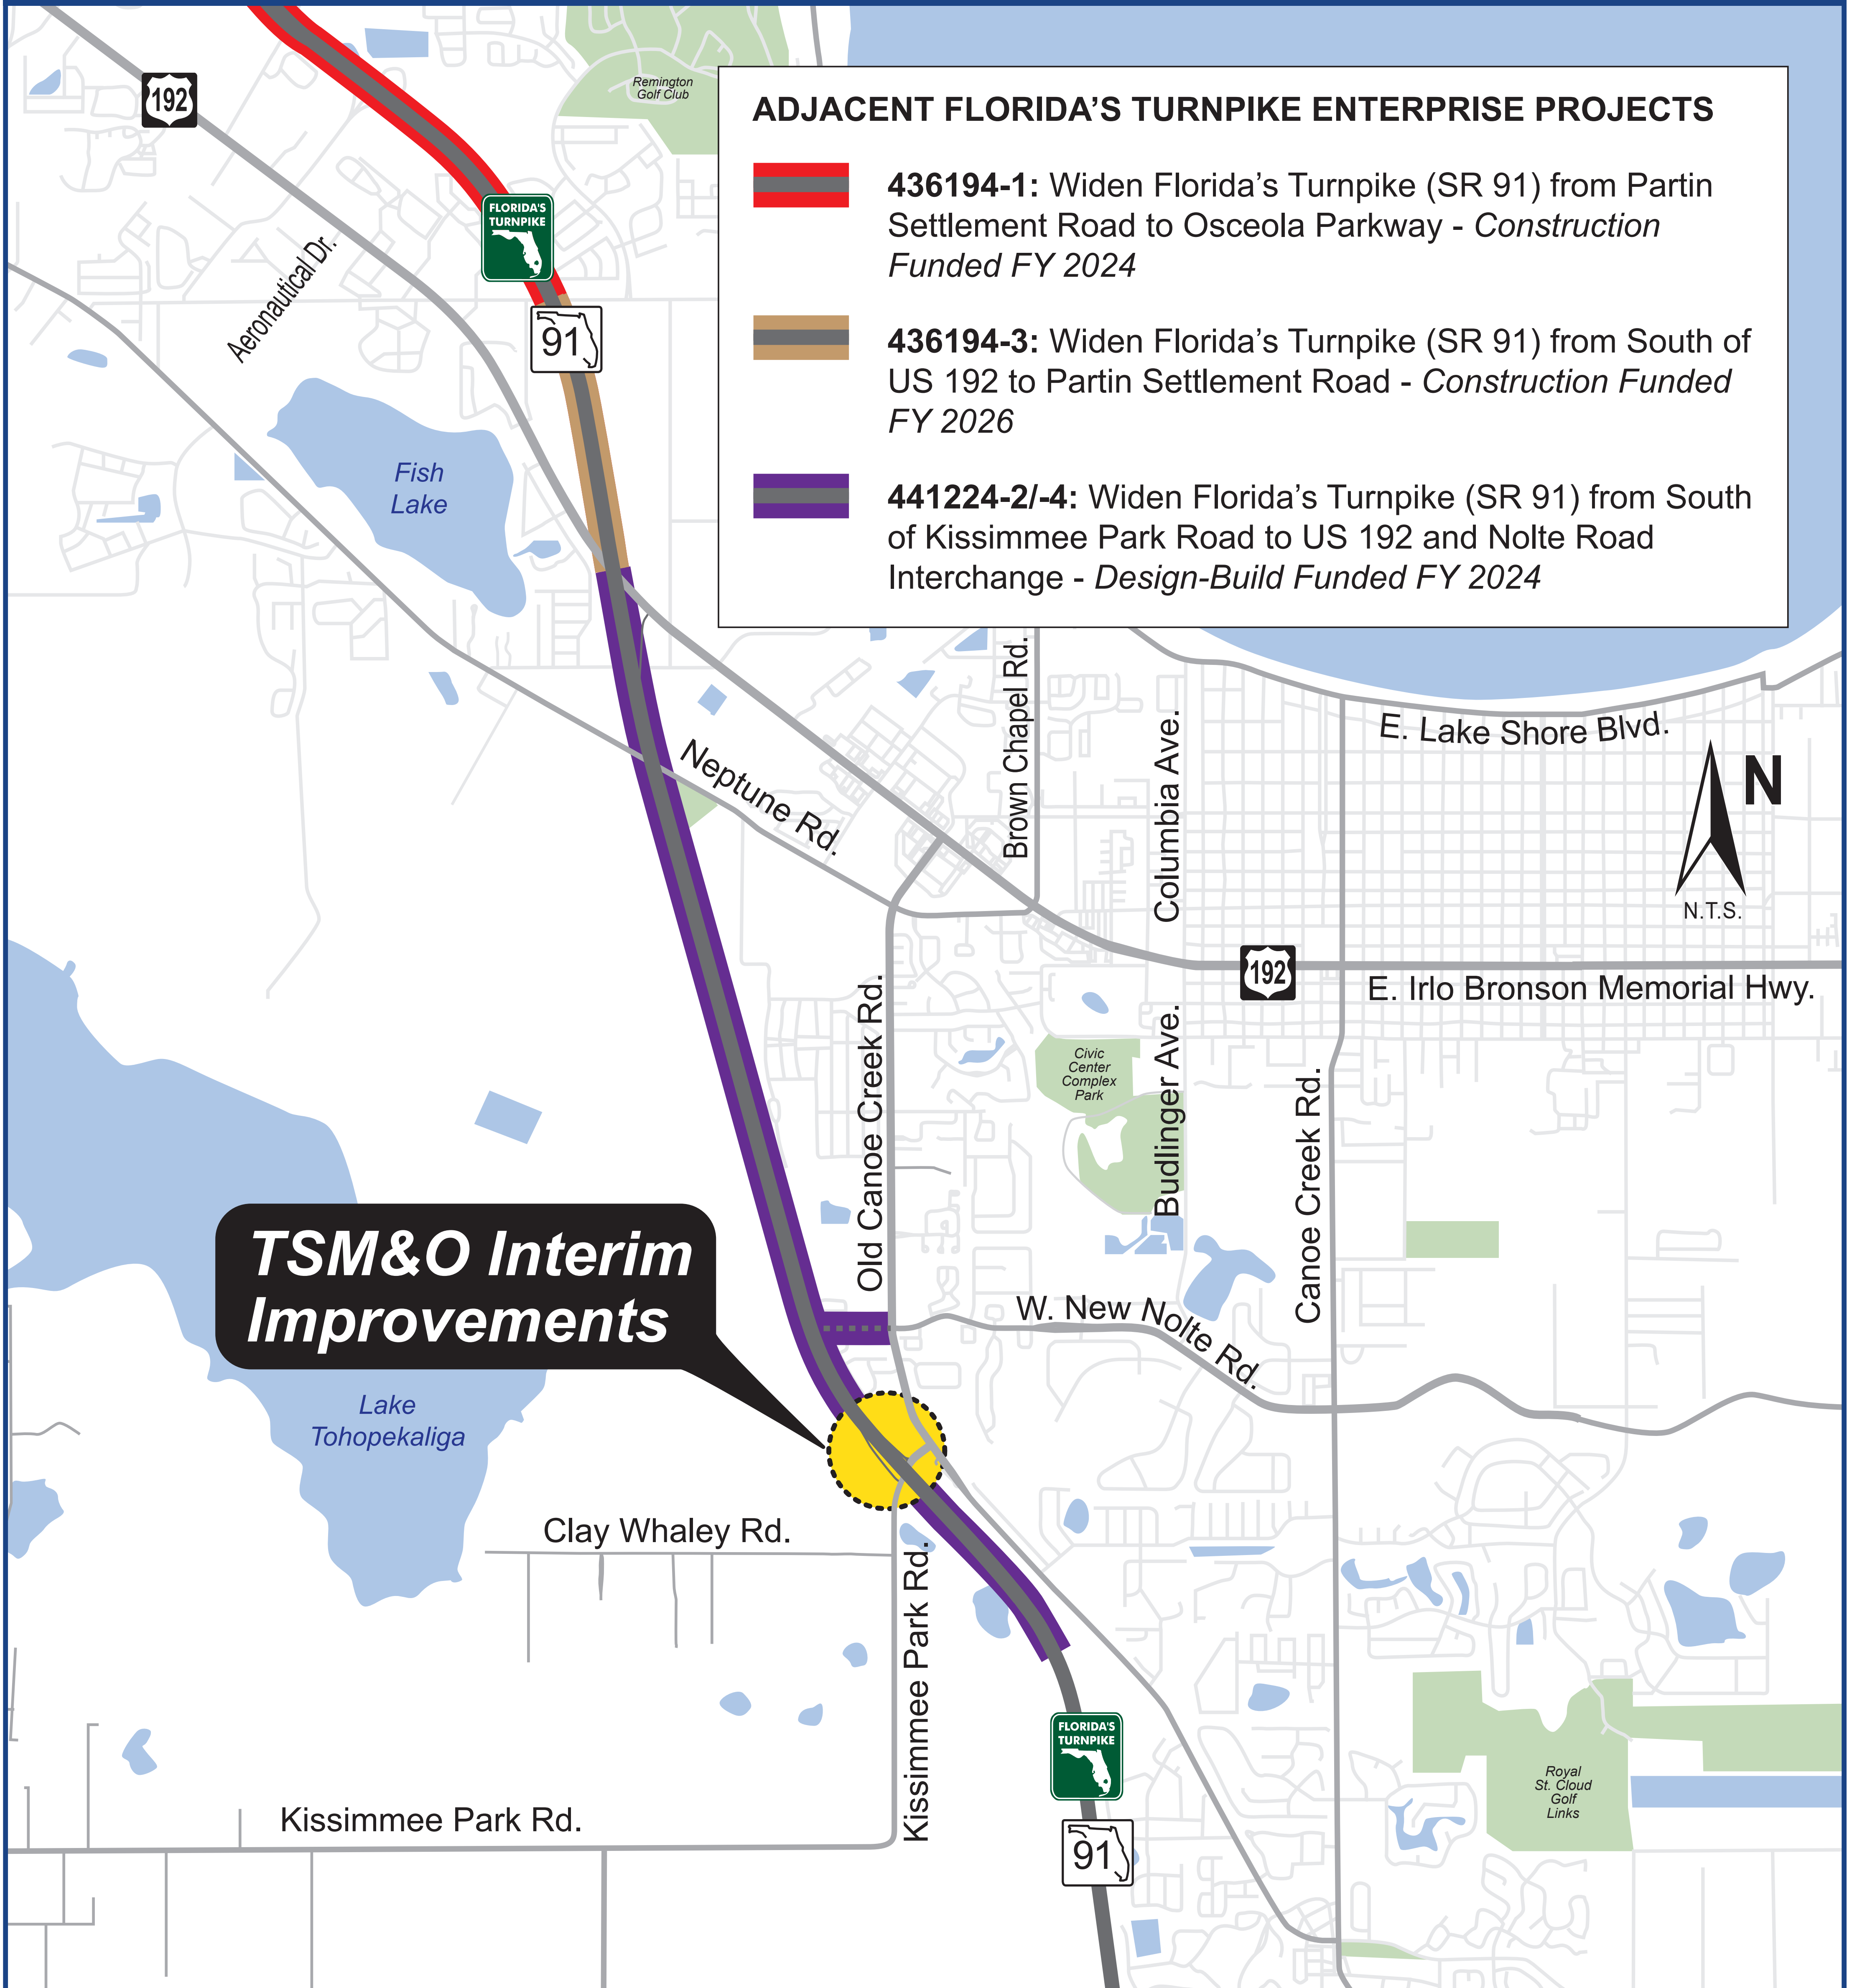 192
Remington
Golf Club
ADJACENT FLORIDA’S TURNPIKE ENTERPRISE PROJECTS
436194-1: Widen Florida’s Turnpike (SR 91) from Partin
Settlement Road to Osceola Parkway - Construction
Funded FY 2024
436194-3: Widen Florida’s Turnpike (SR 91) from South of
US 192 to Partin Settlement Road - Construction Funded
FY 2026
441224-2/-4: Widen Florida’s Turnpike (SR 91) from South
of Kissimmee Park Road to US 192 and Nolte Road
Interchange - Design-Build Funded FY 2024
FLORIDA'S
TURNPIKE
91
Aeronautical Dr.
Fish
Lake
Neptune Rd.
Brown Chapel Rd.
Columbia Ave.
E. Lake Shore Blvd.
N
N.T.S.
192
E. Irlo Bronson Memorial Hwy.
Old Canoe Creek Rd.
Civic
Center
Complex
Park
Budlinger Ave.
Canoe Creek Rd.
TSM&O Interim
Improvements
W. New Nolte Rd.
Lake
Tohopekaliga
Clay Whaley Rd.
Kissimmee Park Rd.
FLORIDA'S
TURNPIKE
91
Royal
St. Cloud
Golf
Links
Kissimmee Park Rd.